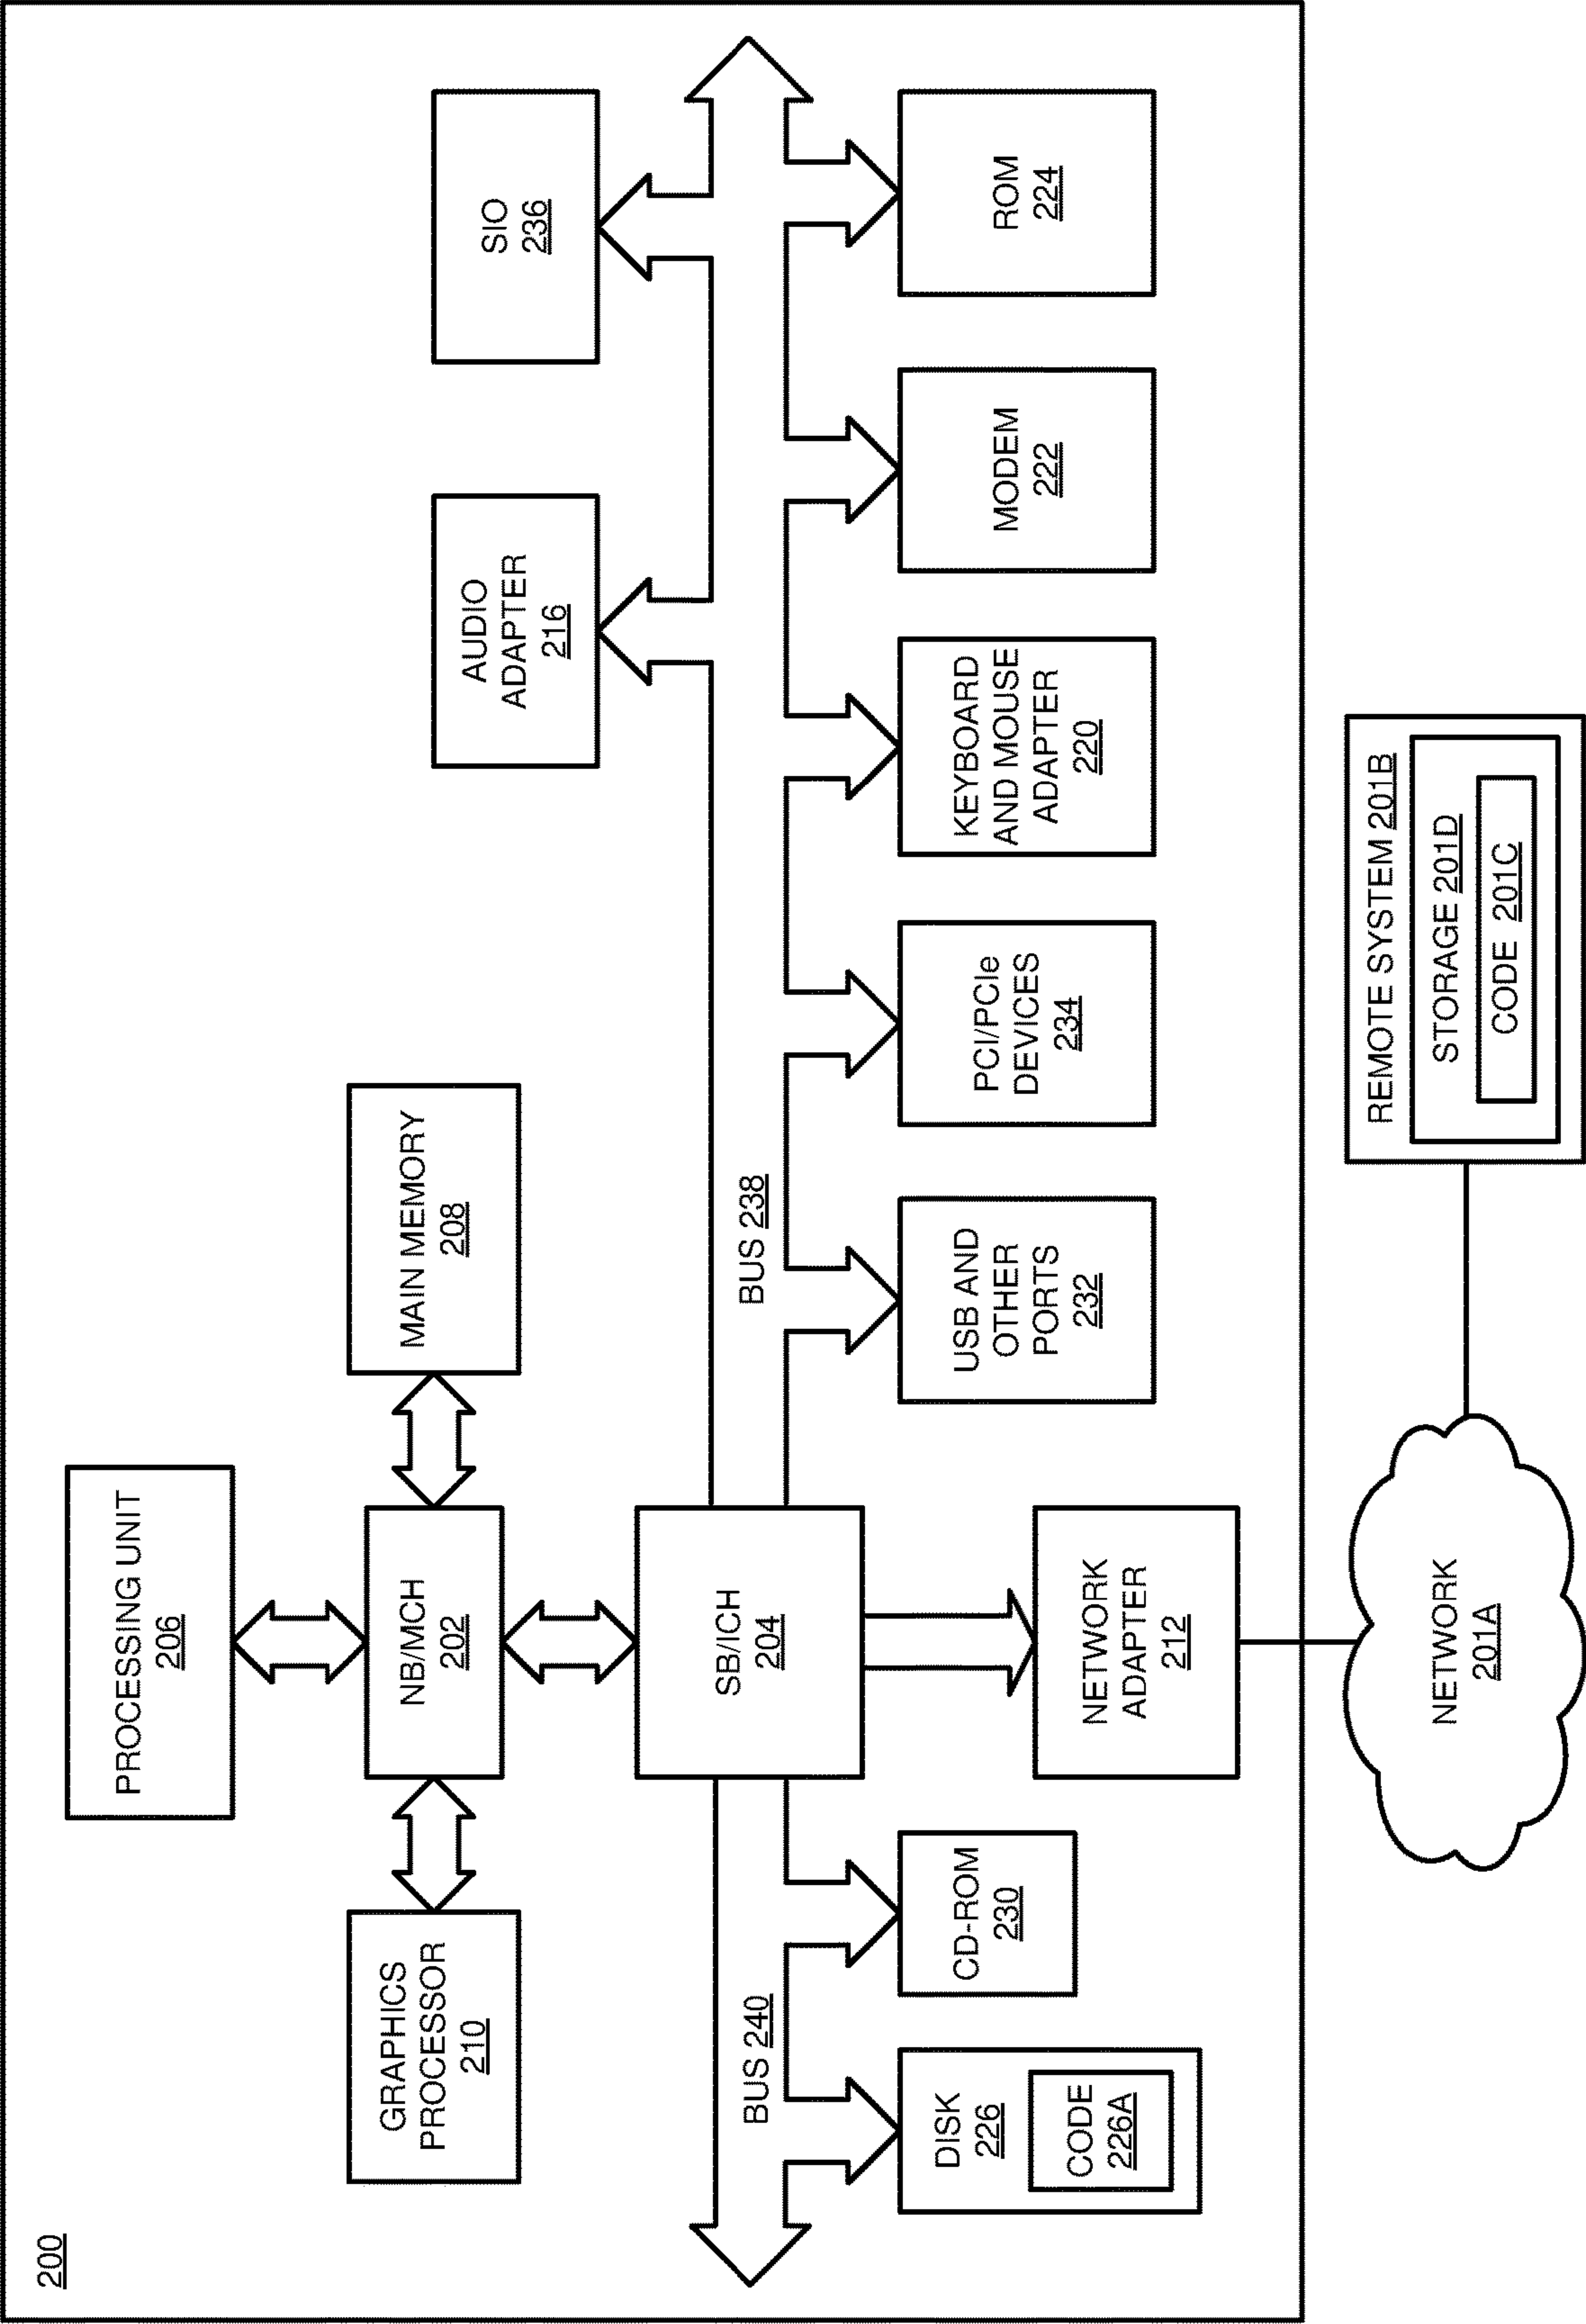 200
PROCESSING UNIT
206
GRAPHICS
PROCESSOR
210
NB/MCH
202
MAIN MEMORY
208
AUDIO
ADAPTER
216
SIO
236
SB/ICH
204
BUS 240
BUS 238
DISK
226
CODE
226A
CD-ROM
230
NETWORK
ADAPTER
212
USB AND
OTHER
PORTS
232
PCI/PCIe
DEVICES
234
KEYBOARD
AND MOUSE
ADAPTER
220
MODEM
222
ROM
224
NETWORK
201A
REMOTE SYSTEM 201B
STORAGE 201D
CODE 201C